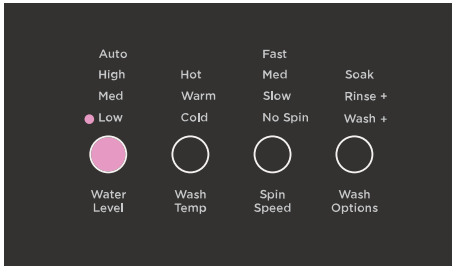 Auto
High
Med
Low
Water
Level
Hot
Warm
Cold
Wash
Temp
Fast
Med
Slow
No Spin
Spin
Speed
Soak
Rinse +
Wash +
Wash
Options